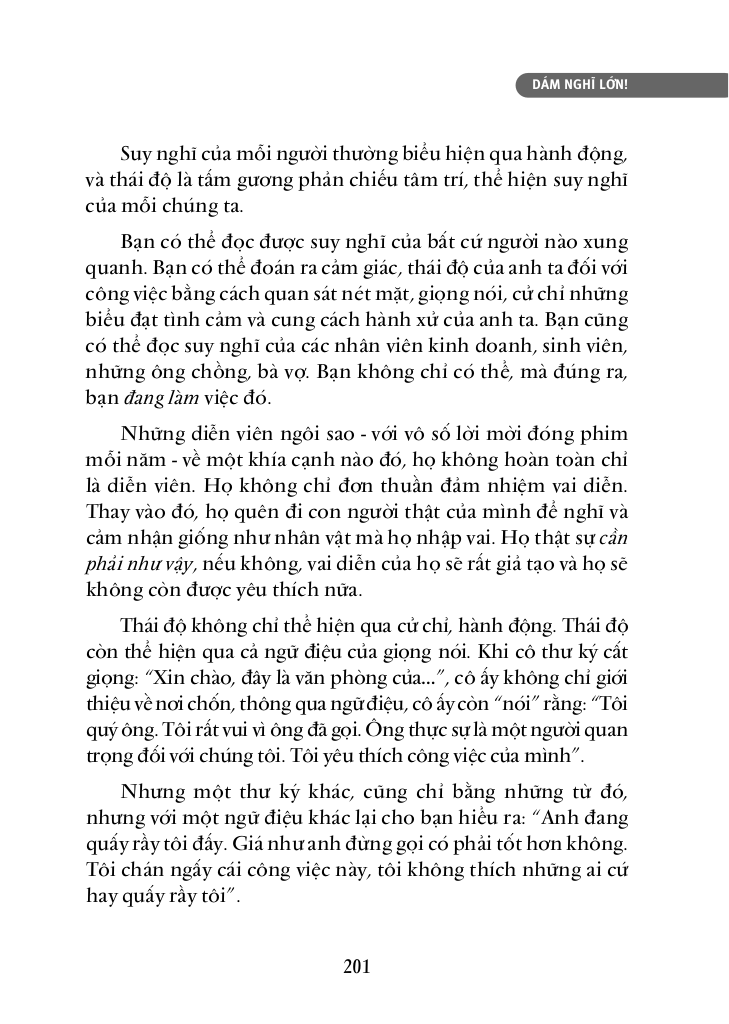 DÁM NGHĨ LỚN!
Suy nghĩ của mỗi người thường biểu hiện qua hành động,
và thái độ là tấm gương phản chiếu tâm trí, thể hiện suy nghĩ
của mỗi chúng ta.
Bạn có thể đọc được suy nghĩ của bất cứ người nào xung
quanh. Bạn có thể đoán ra cảm giác, thái độ của anh ta đối với
công việc bằng cách quan sát nét mặt, giọng nói, cử chỉ những
biểu đạt tình cảm và cung cách hành xử của anh ta. Bạn cũng
có thể đọc suy nghĩ của các nhân viên kinh doanh, sinh viên,
những ông chồng, bà vợ. Bạn không chỉ có thể, mà đúng ra,
bạn đang làm việc đó.
Những diễn viên ngôi sao - với vô số lời mời đóng phim
mỗi năm - về một khía cạnh nào đó, họ không hoàn toàn chỉ
là diễn viên. Họ không chỉ đơn thuần đảm nhiệm vai diễn.
Thay vào đó, họ quên đi con người thật của mình để nghĩ và
cảm nhận giống như nhân vật mà họ nhập vai. Họ thật sự cần
phải như vậy, nếu không, vai diễn của họ sẽ rất giả tạo và họ sẽ
không còn được yêu thích nữa.
Thái độ không chỉ thể hiện qua cử chỉ, hành động. Thái độ
còn thể hiện qua cả ngữ điệu của giọng nói. Khi cô thư ký cất
giọng: “Xin chào, đây là văn phòng của...”, cô ấy không chỉ giới
thiệu về nơi chốn, thông qua ngữ điệu, cô ấy còn “nói” rằng: “Tôi
quý ông. Tôi rất vui vì ông đã gọi. Ông thực sự là một người quan
trọng đối với chúng tôi. Tôi yêu thích công việc của mình”.
Nhưng một thư ký khác, cũng chỉ bằng những từ đó,
nhưng với một ngữ điệu khác lại cho bạn hiểu ra: “Anh đang
quấy rầy tôi đấy. Giá như anh đừng gọi có phải tốt hơn không.
Tôi chán ngấy cái công việc này, tôi không thích những ai cứ
hay quấy rầy tôi”.
201